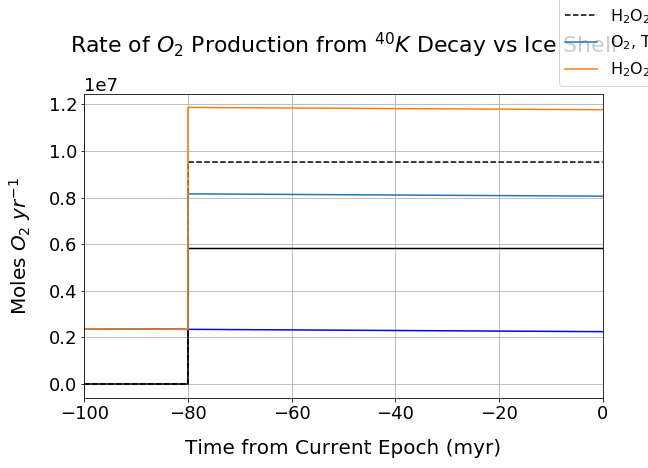 H₂O₂
Rate of O₂ Production from ⁴⁰K Decay vs Ice Shell
O₂, T
H₂O₂
1e7
1.2
1.0
0.8
0.6
0.4
0.2
0.0
Moles O₂ yr⁻¹
−100 −80 −60 −40 −20 0
Time from Current Epoch (myr)